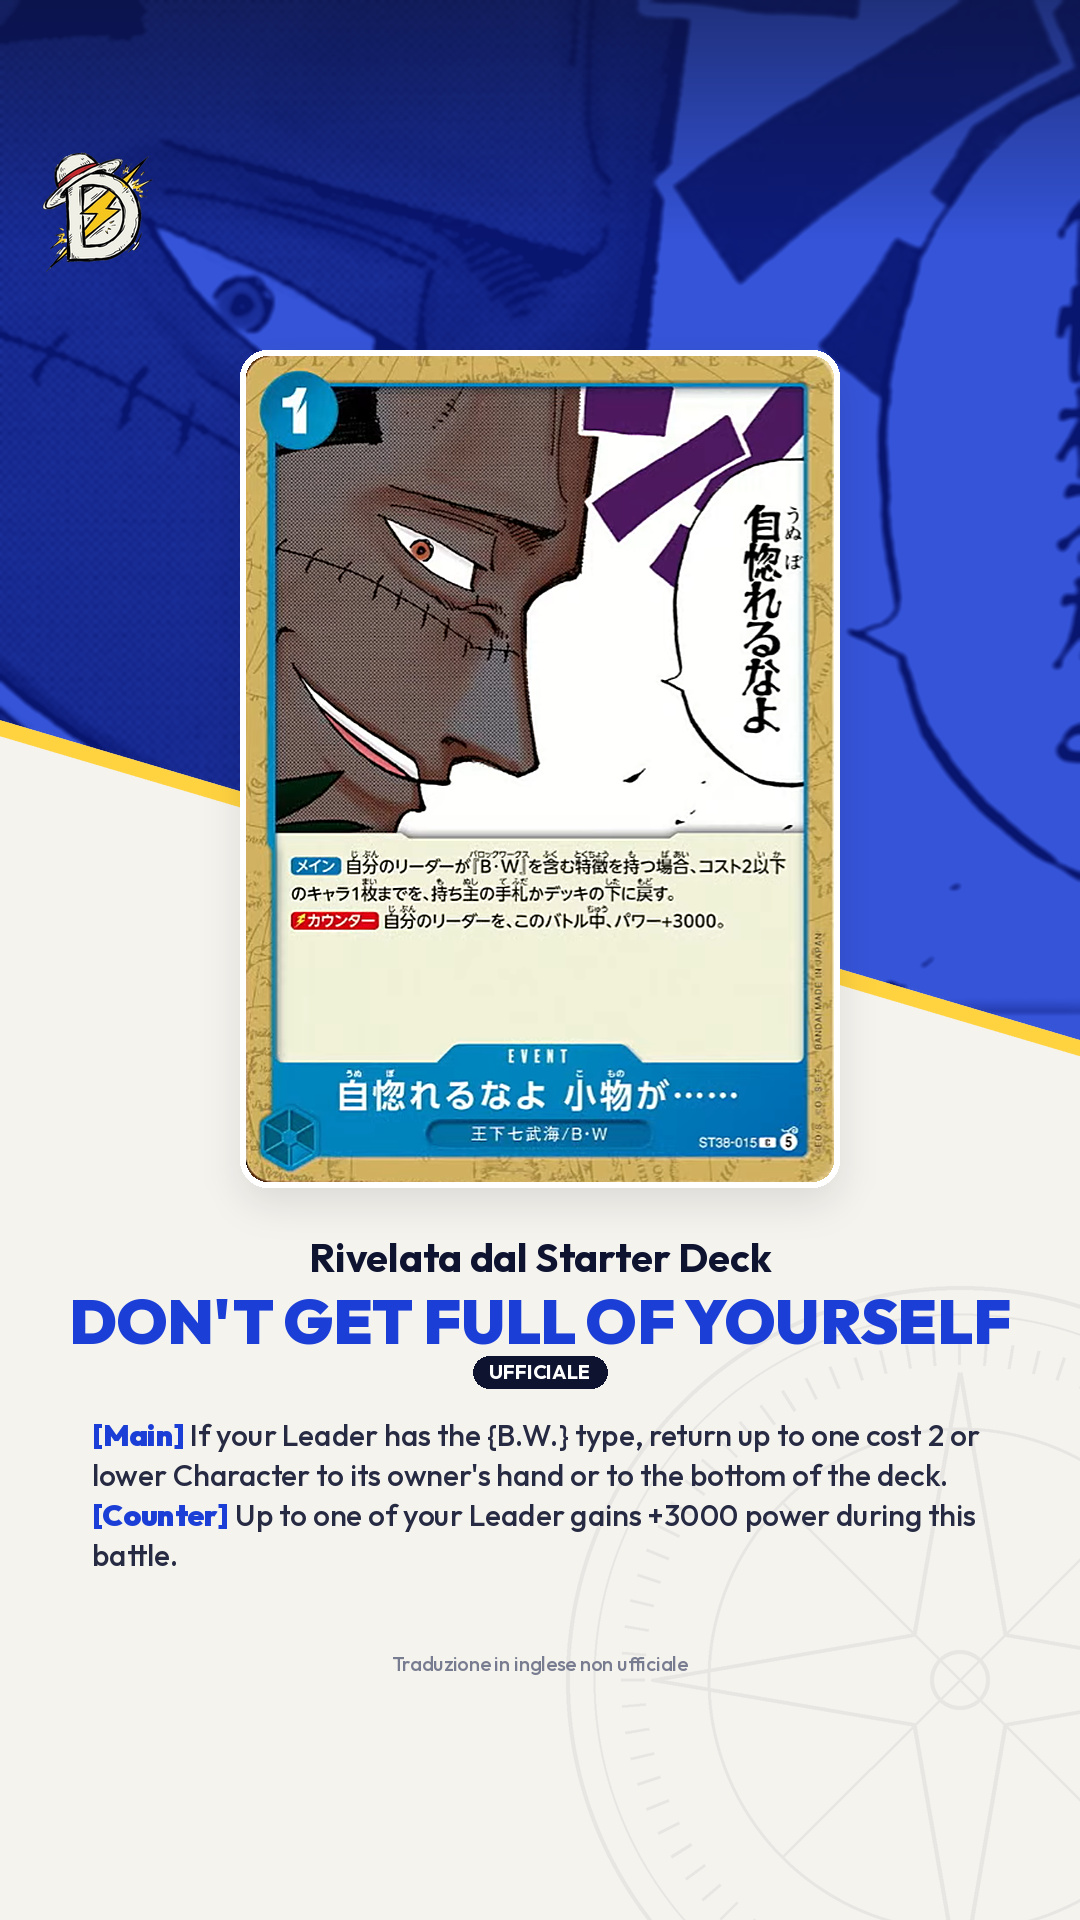 D
1
自惚れるなよ
うぬぼ
メイン 自分のリーダーが『B・W』を含む特徴を持つ場合、コスト2以下
のキャラ1枚までを、持ち主の手札かデッキの下に戻す。
カウンター 自分のリーダーを、このバトル中、パワー+3000。
EVENT
自惚れるなよ 小物が……
王下七武海/B・W
ST38-015 C 5
BANDAI MADE IN JAPAN
Rivelata dal Starter Deck
DON'T GET FULL OF YOURSELF
UFFICIALE
[Main] If your Leader has the {B.W.} type, return up to one cost 2 or
lower Character to its owner's hand or to the bottom of the deck.
[Counter] Up to one of your Leader gains +3000 power during this
battle.
Traduzione in inglese non ufficiale